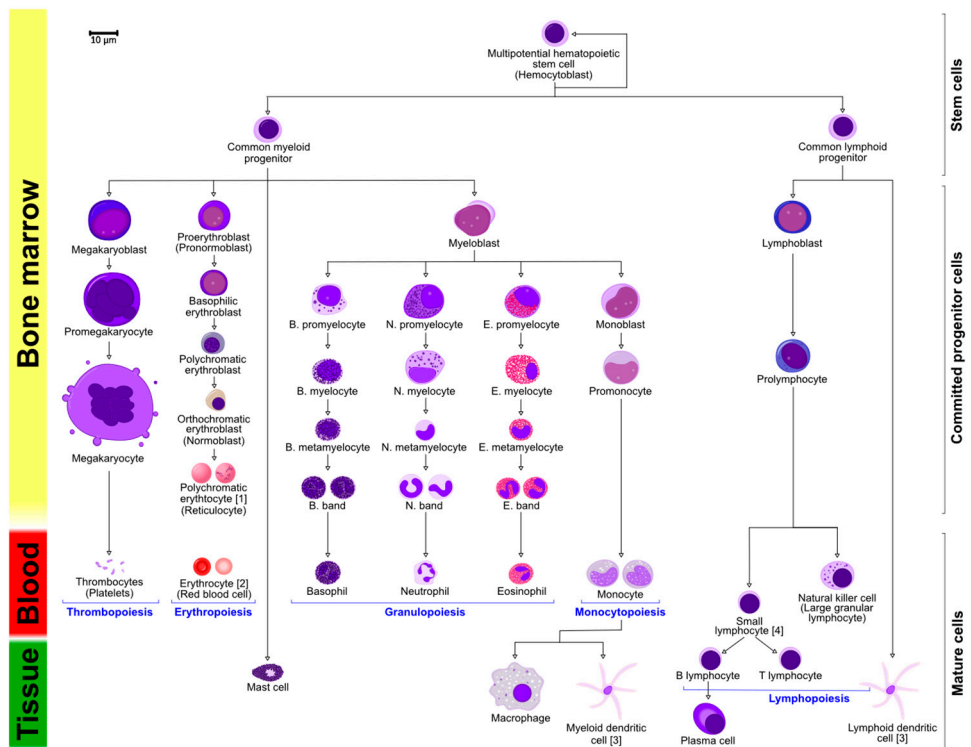 10 µm
Multipotential hematopoietic
stem cell
(Hemocytoblast)
Common myeloid
progenitor
Common lymphoid
progenitor
Stem cells
Bone marrow
Megakaryoblast
Proerythroblast
(Pronormoblast)
Myeloblast
Lymphoblast
Basophilic
erythroblast
Promegakaryocyte
B. promyelocyte
N. promyelocyte
E. promyelocyte
Monoblast
Polychromatic
erythroblast
B. myelocyte
N. myelocyte
E. myelocyte
Promonocyte
Prolymphocyte
Committed progenitor cells
Orthochromatic
erythroblast
(Normoblast)
Megakaryocyte
B. metamyelocyte
N. metamyelocyte
E. metamyelocyte
Polychromatic
erythtocyte [1]
(Reticulocyte)
B. band
N. band
E. band
Blood
Thrombocytes
(Platelets)
Erythrocyte [2]
(Red blood cell)
Basophil
Neutrophil
Eosinophil
Monocyte
Natural killer cell
(Large granular
lymphocyte)
Thrombopoiesis
Erythropoiesis
Granulopoiesis
Monocytopoiesis
Small
lymphocyte [4]
Mature cells
Tissue
Mast cell
Macrophage
Myeloid dendritic
cell [3]
B lymphocyte
T lymphocyte
Lymphopoiesis
Plasma cell
Lymphoid dendritic
cell [3]